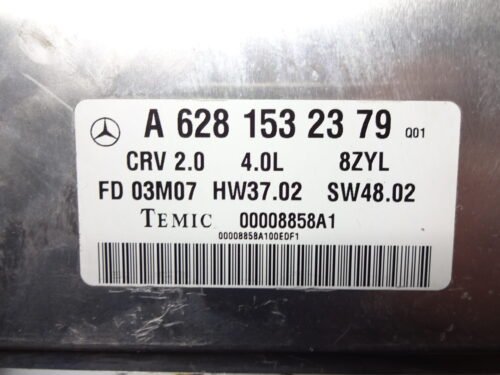 A 628 153 23 79 Q01
CRV 2.0 4.0L 8ZYL
FD 03M07 HW37.02 SW48.02
TEMIC 00008858A1
00008858A100EDF1